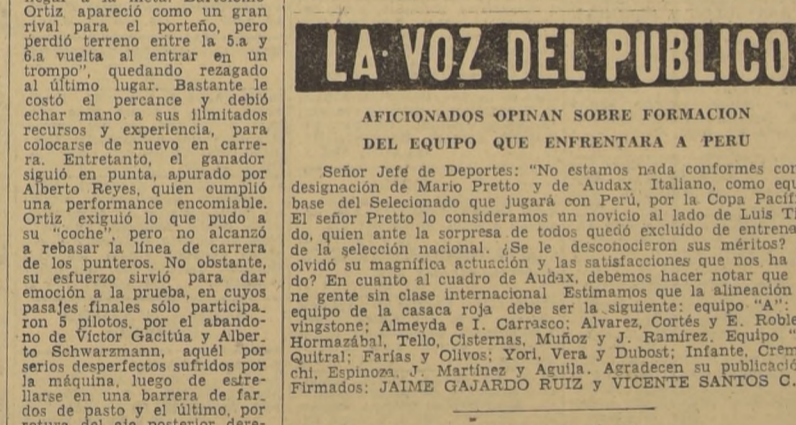 Ortiz apareció como un gran
rival para el porteño, pero
perdió terreno entre la 5.a y
6.a vuelta al entrar en un
trompo", quedando rezagado
al último lugar. Bastante le
costó el percance y debió
echar mano a sus ilimitados
recursos y experiencia, para
colocarse de nuevo en carre-
ra. Entretanto, el ganador
siguió en punta, apurado por
Alberto Reyes, quien cumplió
una performance encomiable.
Ortiz exiguió lo que pudo a
su "coche", pero no alcanzó
a rebasar la línea de carrera
de los punteros. No obstante,
su esfuerzo sirvió para dar
emoción a la prueba, en cuyos
pasajes finales sólo participa_
ron 5 pilotos, por el abando-
no de Víctor Gacitúa y Alber_
to Schwarzmann, aquél por
serios desperfectos sufridos por
la máquina, luego de estre-
llarse en una barrera de far_
dos de pasto y el último, por
LA VOZ DEL PUBLICO
AFICIONADOS OPINAN SOBRE FORMACION
DEL EQUIPO QUE ENFRENTARA A PERU
Señor Jefe de Deportes: "No estamos nada conformes con
designación de Mario Pretto y de Audax Italiano, como equ
base del Selecionado que jugará con Perú, por la Copa Pacíf
El señor Pretto lo consideramos un novicio al lado de Luis Ti
do, quien ante la sorpresa de todos quedó excluído de entrena
de la selección nacional. ¿Se le desconocieron sus méritos?
olvidó su magnífica actuación y las satisfacciones que nos ha
do? En cuanto al cuadro de Audax, debemos hacer notar que
ne gente sin clase internacional Estimamos que la alineación
equipo de la casaca roja debe ser la siguiente: equipo "A":
vingstone; Almeyda e I. Carrasco; Alvarez, Cortés y E. Roble
Hormazábal, Tello, Cisternas, Muñoz y J. Ramírez. Equipo "
Quitral; Farías y Olivos; Yori, Vera y Dubost; Infante, Crem
chi, Espinoza, J. Martínez y Aguila. Agradecen su publicació
Firmados: JAIME GAJARDO RUIZ y VICENTE SANTOS C.